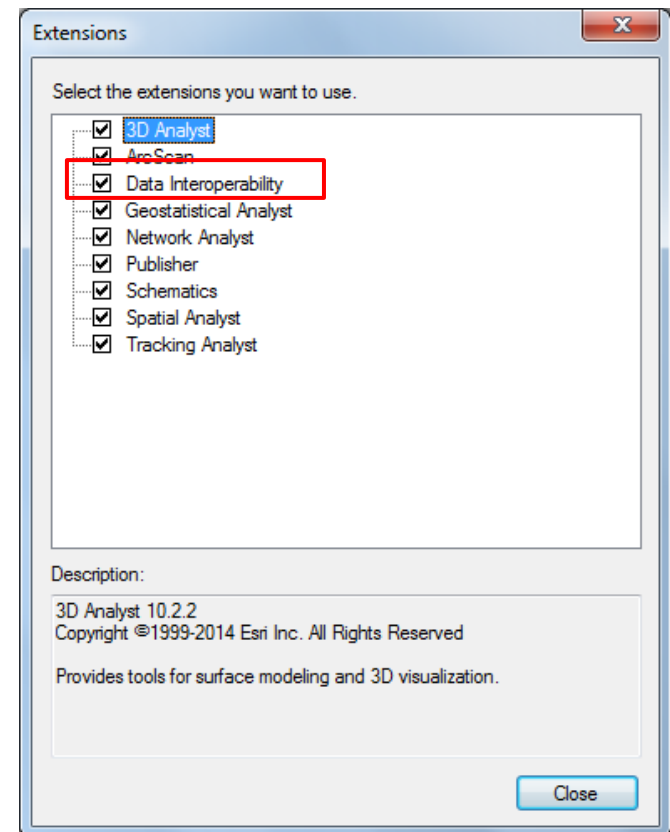 Extensions
X
Select the extensions you want to use.
3D Analyst
ArcScan
Data Interoperability
Geostatistical Analyst
Network Analyst
Publisher
Schematics
Spatial Analyst
Tracking Analyst
Description:
3D Analyst 10.2.2
Copyright ©1999-2014 Esri Inc. All Rights Reserved
Provides tools for surface modeling and 3D visualization.
Close